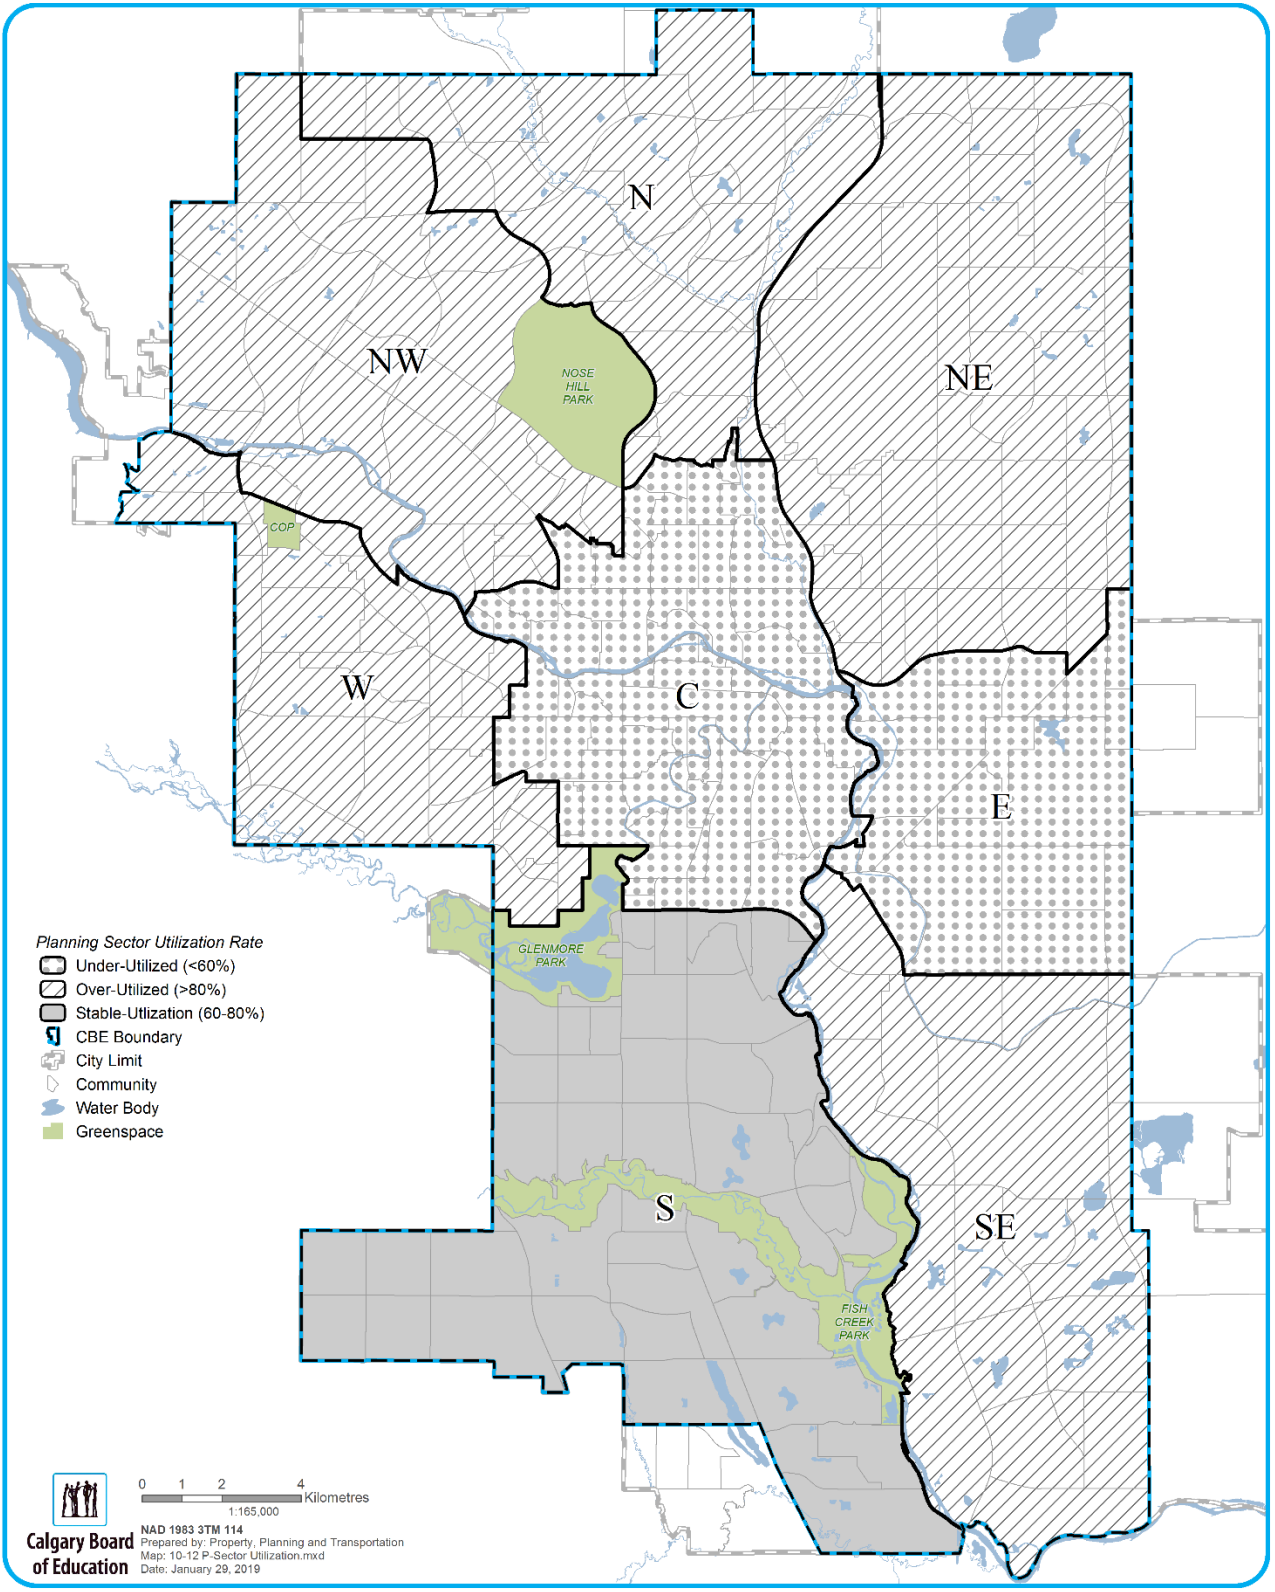 N
NW
NE
NOSE
HILL
PARK
COP
W
C
E
GLENMORE
PARK
S
SE
FISH
CREEK
PARK
Planning Sector Utilization Rate
Under-Utilized (<60%)
Over-Utilized (>80%)
Stable-Utlization (60-80%)
CBE Boundary
City Limit
Community
Water Body
Greenspace
0 1 2 4
Kilometres
1:165,000
Calgary Board
of Education
NAD 1983 3TM 114
Prepared by: Property, Planning and Transportation
Map: 10-12 P-Sector Utilization.mxd
Date: January 29, 2019